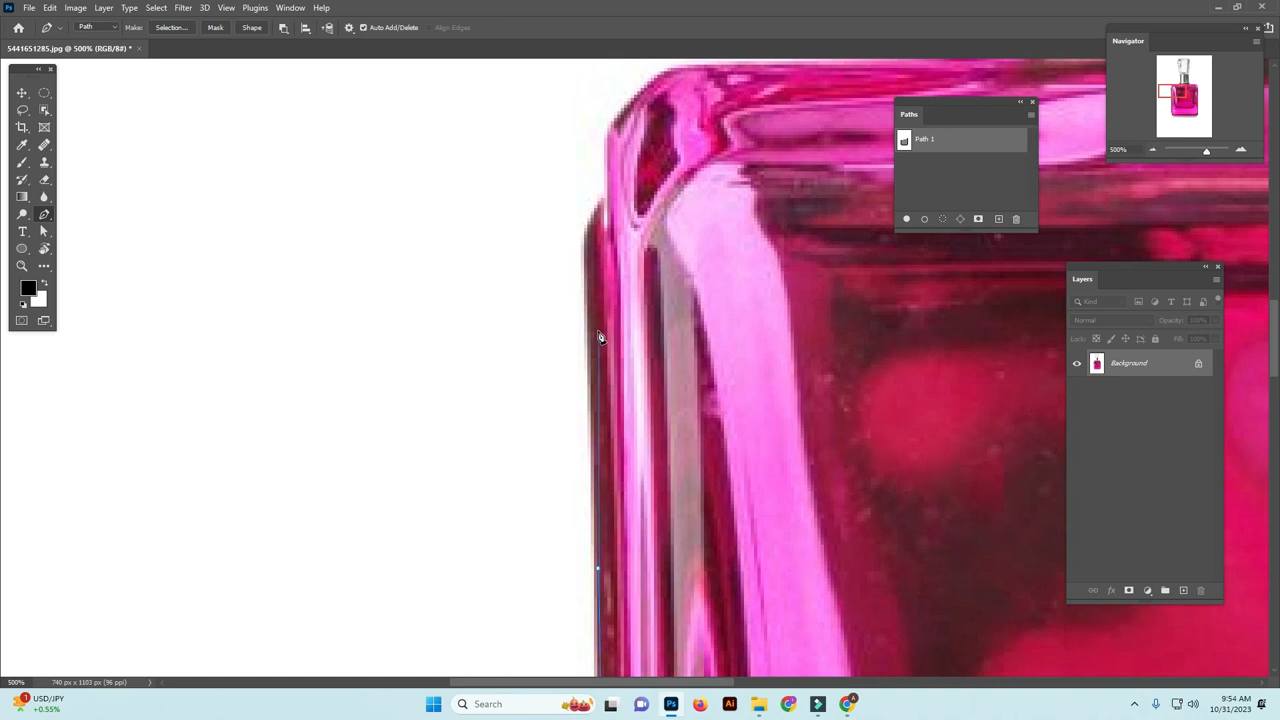 File Edit Image Layer Type Select Filter 3D View Plugins Window Help
Path Make: Selection... Mask Shape Auto Add/Delete Align Edges
5441651285.jpg @ 500% (RGB/8#) *
Navigator
500%
Paths
Path 1
Layers
Kind
Normal Opacity: 100%
Lock: Fill: 100%
Background
500% 740 px x 1103 px (96 ppi)
USD/JPY
+0.55%
Search
9:54 AM
10/31/2023